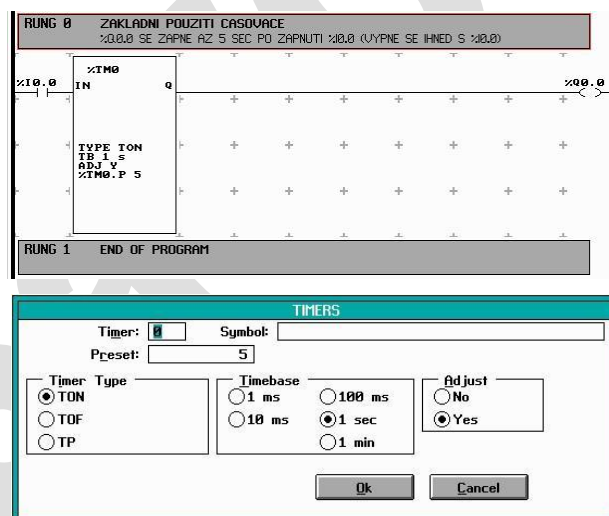 RUNG 0 ZAKLADNI POUZITI CASOVACE
%Q0.0 SE ZAPNE AZ 5 SEC PO ZAPNUTI %I0.0 (VYPNE SE IHNED S %I0.0)
%TM0
%I0.0 IN Q %Q0.0
TYPE TON
TB 1 s
ADJ Y
%TM0.P 5
RUNG 1 END OF PROGRAM
TIMERS
Timer: 0 Symbol:
Preset: 5
Timer Type Timebase Adjust
TON 1 ms 100 ms No
TOF 10 ms 1 sec Yes
TP 1 min
Ok Cancel